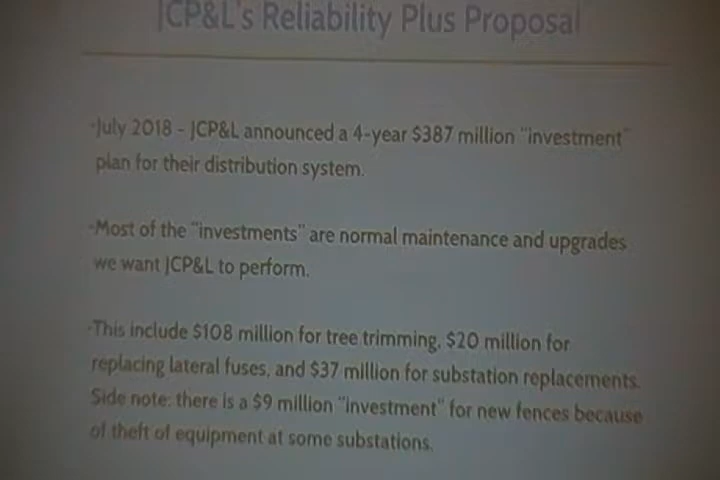 JCP&L's Reliability Plus Proposal
·July 2018 – JCP&L announced a 4-year $387 million "investment"
plan for their distribution system.
·Most of the "investments" are normal maintenance and upgrades
we want JCP&L to perform.
·This include $108 million for tree trimming, $20 million for
replacing lateral fuses, and $37 million for substation replacements.
Side note: there is a $9 million "investment" for new fences because
of theft of equipment at some substations.